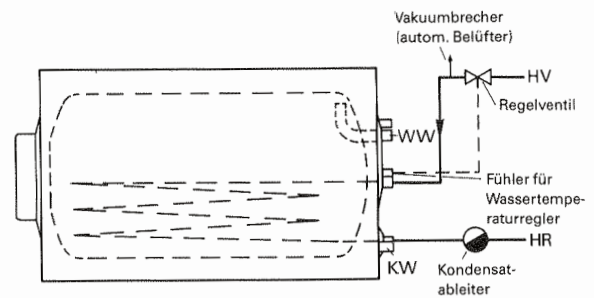 Vakuumbrecher
(autom. Belüfter)
HV
Regelventil
WW
Fühler für
Wassertempe-
raturregler
HR
KW
Kondensat-
ableiter